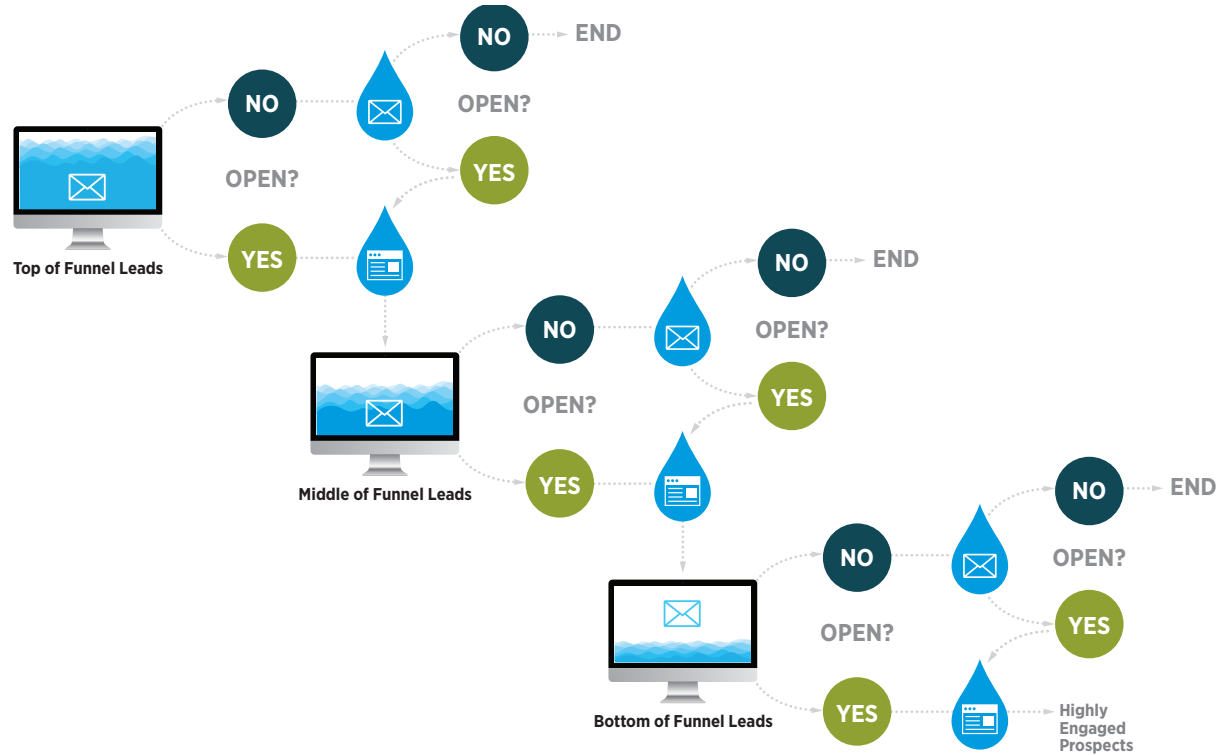 NO
END
NO
OPEN?
OPEN?
YES
YES
Top of Funnel Leads
NO
END
NO
OPEN?
OPEN?
YES
YES
Middle of Funnel Leads
NO
END
NO
OPEN?
OPEN?
YES
YES
Bottom of Funnel Leads
Highly
Engaged
Prospects